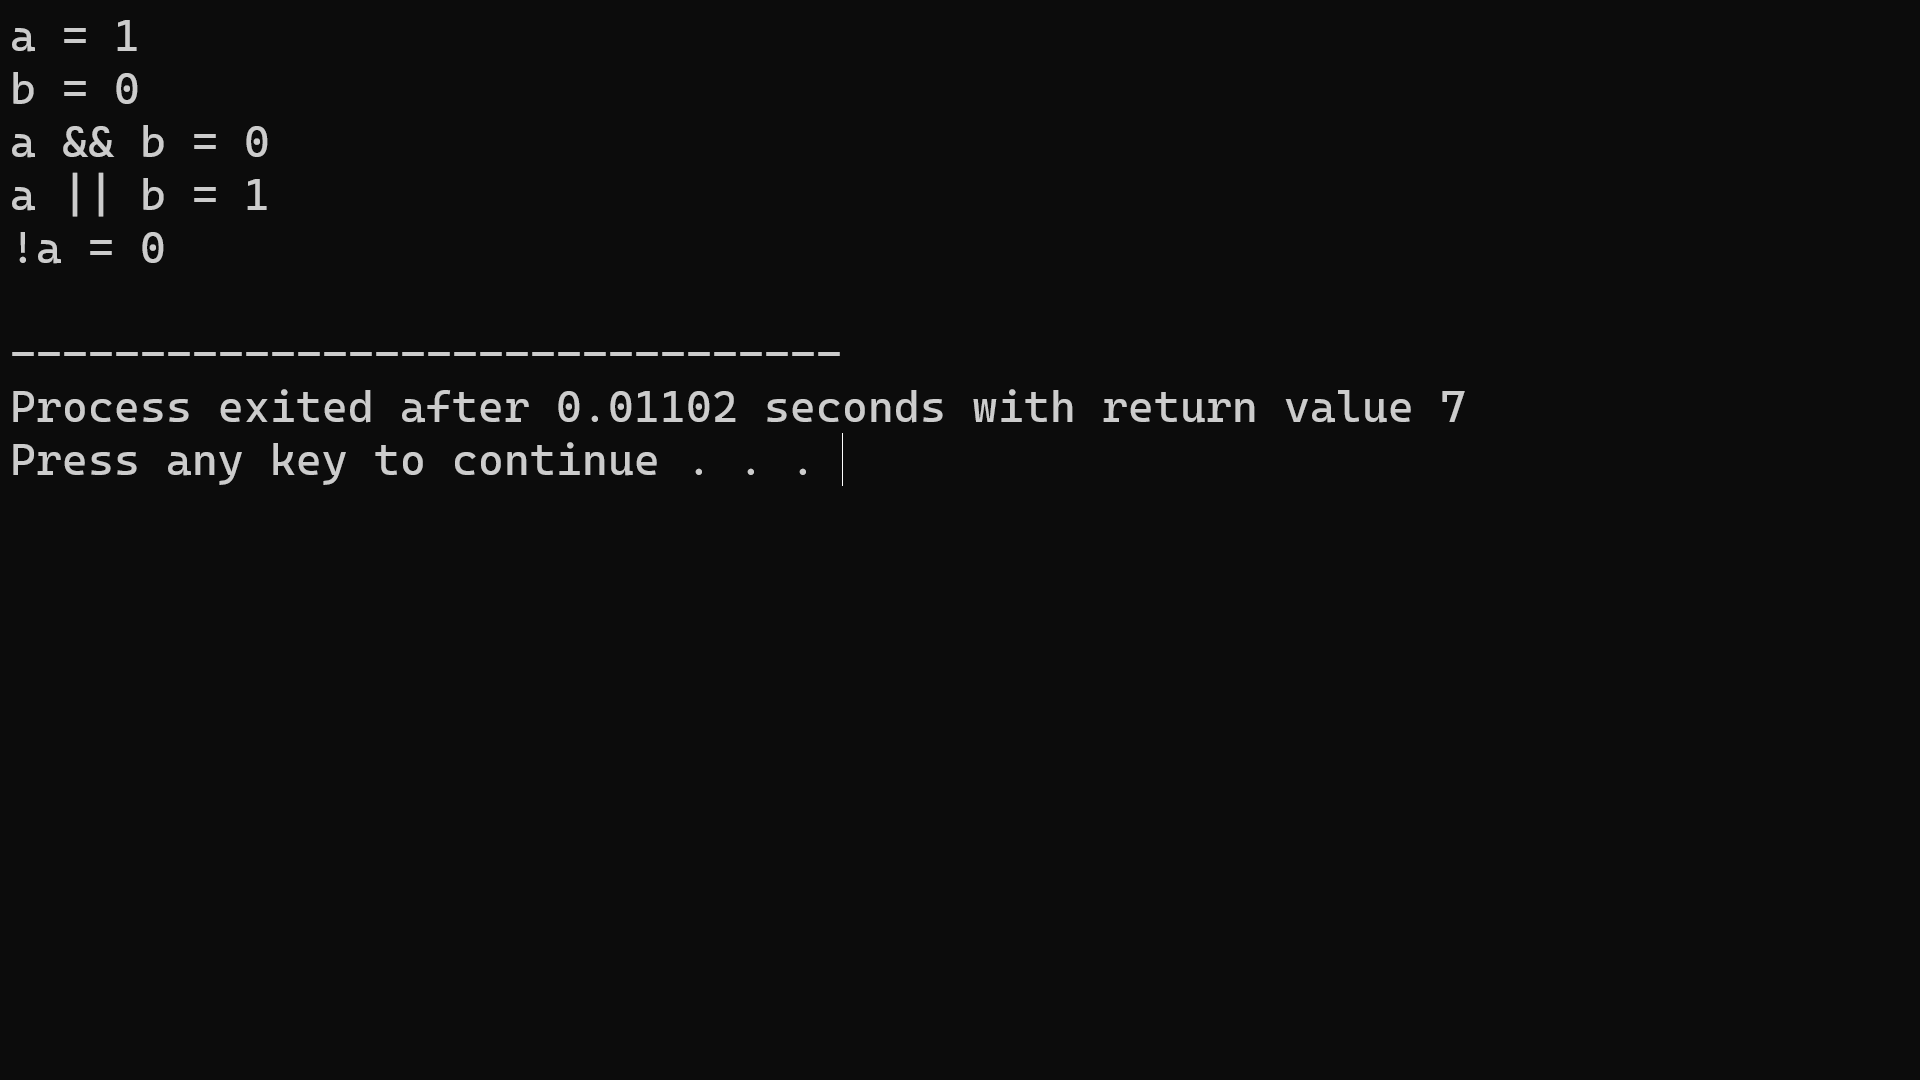 a = 1
b = 0
a && b = 0
a || b = 1
!a = 0
--------------------------------
Process exited after 0.01102 seconds with return value 7
Press any key to continue . . .